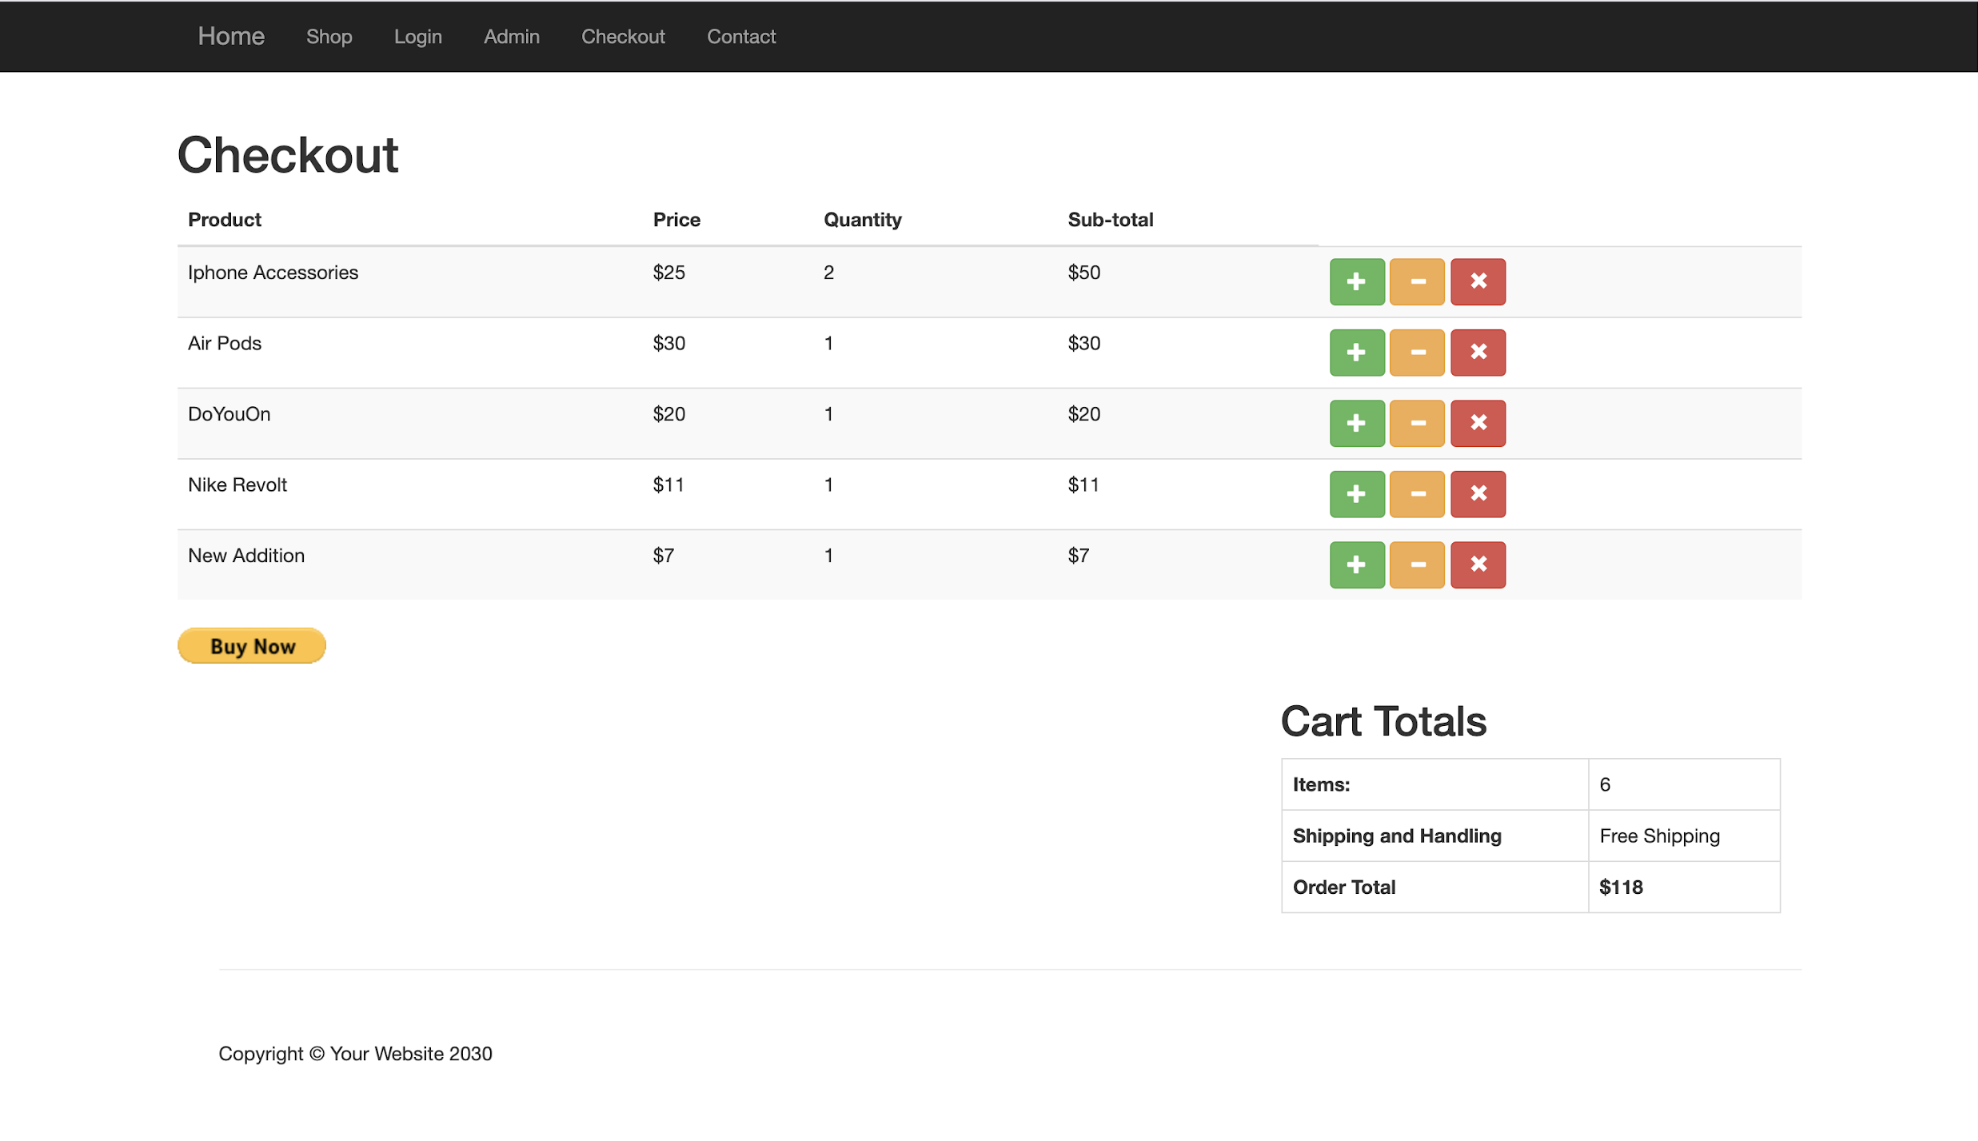 Home Shop Login Admin Checkout Contact
Checkout
Product Price Quantity Sub-total
Iphone Accessories $25 2 $50
Air Pods $30 1 $30
DoYouOn $20 1 $20
Nike Revolt $11 1 $11
New Addition $7 1 $7
Buy Now
Cart Totals
Items: 6
Shipping and Handling Free Shipping
Order Total $118
Copyright © Your Website 2030